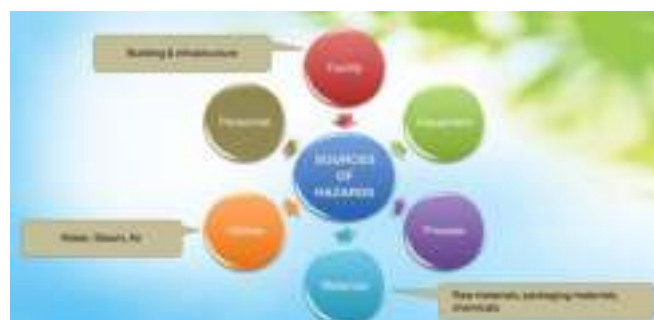 Building & infrastructure
Facility
Personnel
Equipment
SOURCES
OF
HAZARDS
Utilities
Process
Water, Steam, Air
Materials
Raw materials, packaging materials,
chemicals